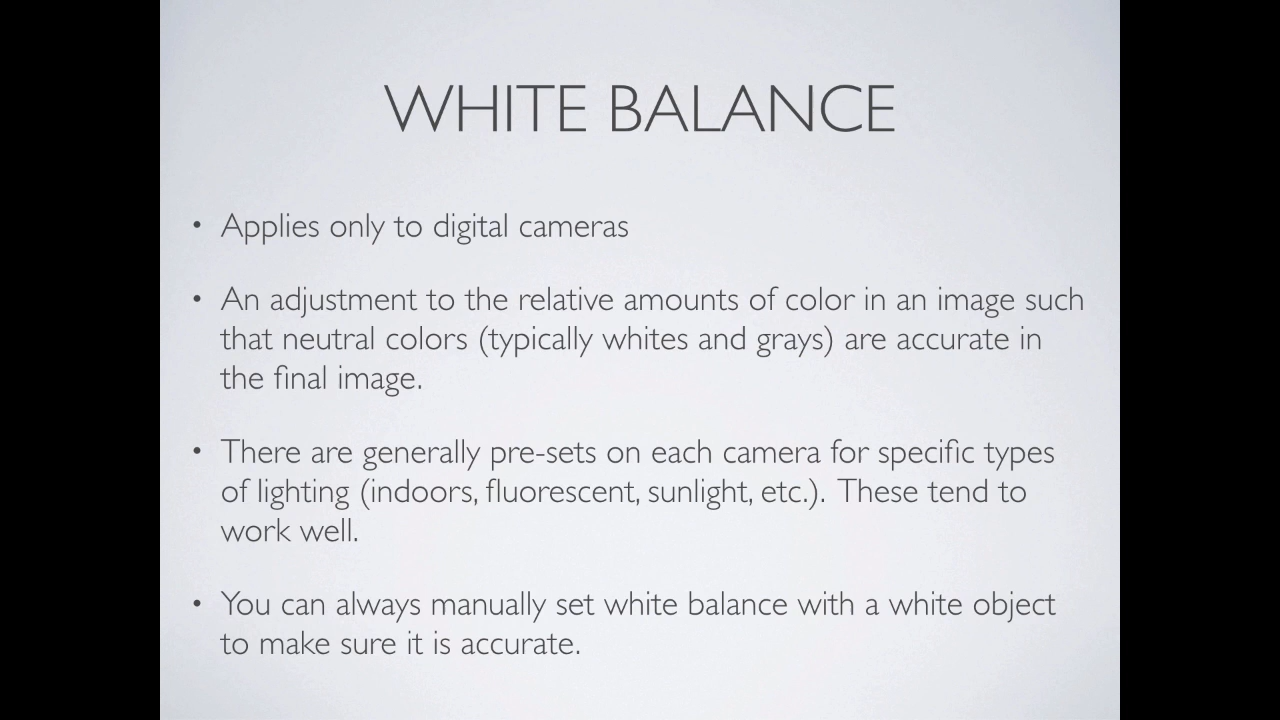 WHITE BALANCE
• Applies only to digital cameras
• An adjustment to the relative amounts of color in an image such
that neutral colors (typically whites and grays) are accurate in
the final image.
• There are generally pre-sets on each camera for specific types
of lighting (indoors, fluorescent, sunlight, etc.).  These tend to
work well.
• You can always manually set white balance with a white object
to make sure it is accurate.